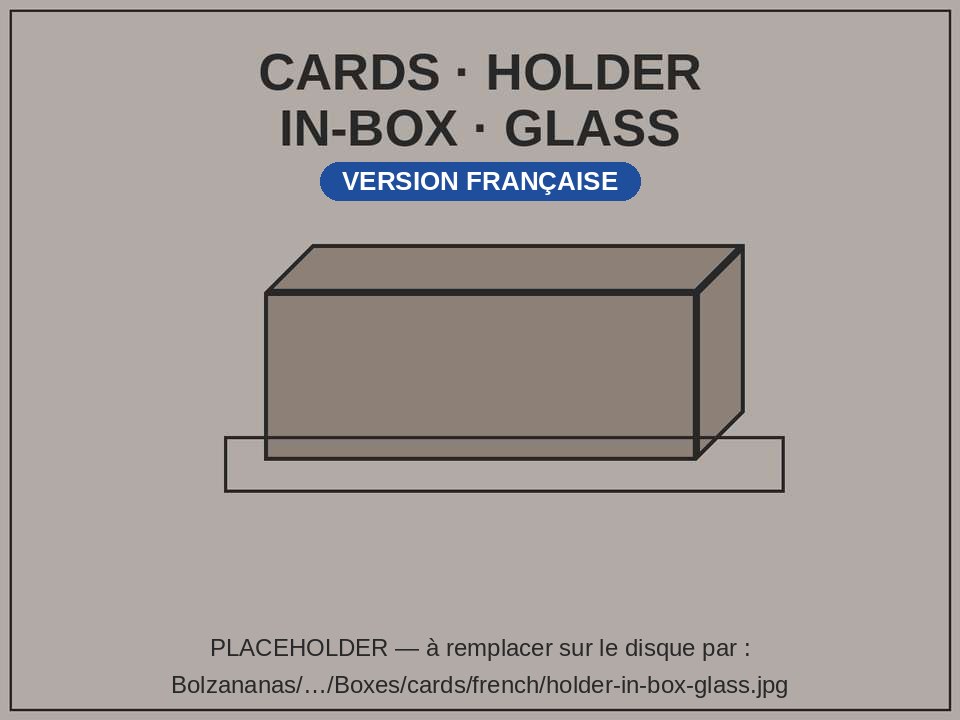 CARDS · HOLDER
IN-BOX · GLASS
VERSION FRANÇAISE
PLACEHOLDER — à remplacer sur le disque par :
Bolzananas/…/Boxes/cards/french/holder-in-box-glass.jpg